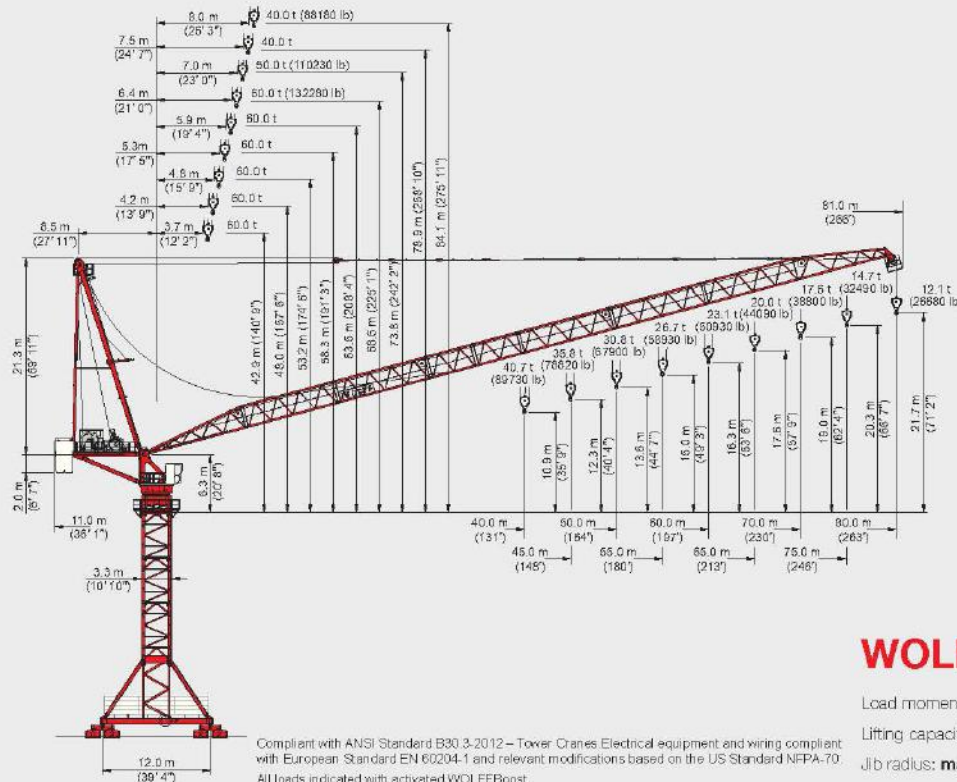 8.0 m
(26' 3")
40.0 t (88180 lb)
7.5 m
(24' 7")
40.0 t
7.0 m
(23' 0")
50.0 t (110230 lb)
6.4 m
(21' 0")
60.0 t (132280 lb)
5.9 m
(19' 4")
60.0 t
5.3 m
(17' 5")
60.0 t
4.8 m
(15' 9")
60.0 t
4.2 m
(13' 9")
60.0 t
8.5 m
(27' 11")
3.7 m
(12' 2")
60.0 t
42.9 m (140' 9")
48.0 m (157' 6")
53.2 m (174' 6")
58.3 m (191' 3")
63.5 m (208' 4")
68.6 m (225' 1")
73.8 m (242' 2")
78.9 m (258' 10")
84.1 m (275' 11")
81.0 m
(266')
21.3 m
(69' 11")
2.0 m
(6' 7")
11.0 m
(36' 1")
6.3 m
(20' 8")
3.3 m
(10' 10")
12.0 m
(39' 4")
40.7 t
(89730 lb)
35.8 t
(78820 lb)
30.8 t
(67900 lb)
26.7 t
(58930 lb)
23.1 t
(50930 lb)
20.0 t
(44090 lb)
17.6 t
(38800 lb)
14.7 t
(32490 lb)
12.1 t
(26680 lb)
10.9 m
(35' 9")
12.3 m
(40' 4")
13.6 m
(44' 7")
15.0 m
(49' 3")
16.3 m
(53' 6")
17.6 m
(57' 9")
19.0 m
(62' 4")
20.3 m
(66' 7")
21.7 m
(71' 2")
40.0 m
(131')
45.0 m
(148')
50.0 m
(164')
55.0 m
(180')
60.0 m
(197')
65.0 m
(213')
70.0 m
(230')
75.0 m
(246')
80.0 m
(263')
Compliant with ANSI Standard B30.3-2012 – Tower Cranes Electrical equipment and wiring compliant
with European Standard EN 60204-1 and relevant modifications based on the US Standard NFPA-70
All loads indicated with activated WOLFFBoost
WOL
Load momen
Lifting capaci
Jib radius: m